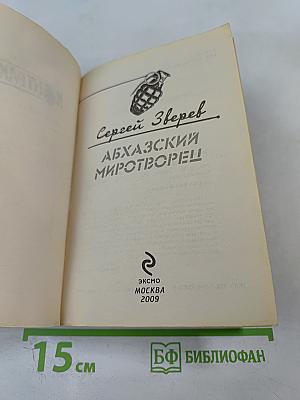 Сергей Зверев
АБХАЗСКИЙ
МИРОТВОРЕЦ
ЭКСМО
МОСКВА
2009
15 см
БФ БИБЛИОФАН